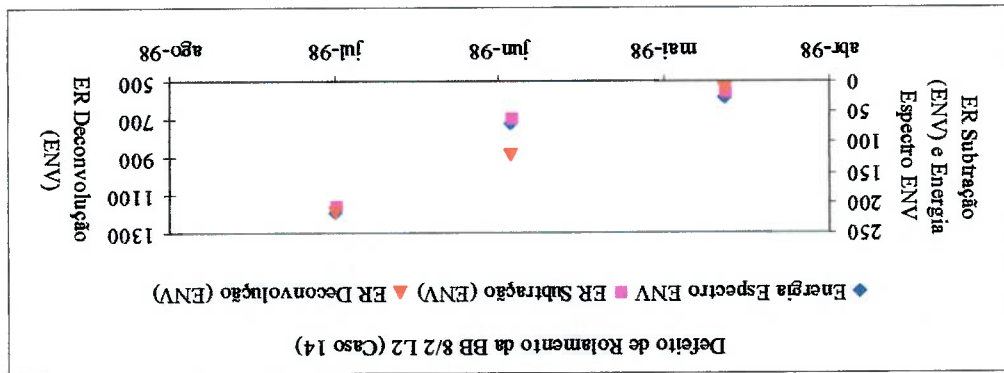 Defeito de Rolamento da BB 8/2 L2 (Caso 14)
Energia Espectro ENV ER Subtração (ENV) ER Deconvolução (ENV)
ER Subtração
(ENV) e Energia
Espectro ENV
250
200
150
100
50
0
1300
1100
900
700
500
ER Deconvolução
(ENV)
abr-98 mai-98 jun-98 jul-98 ago-98